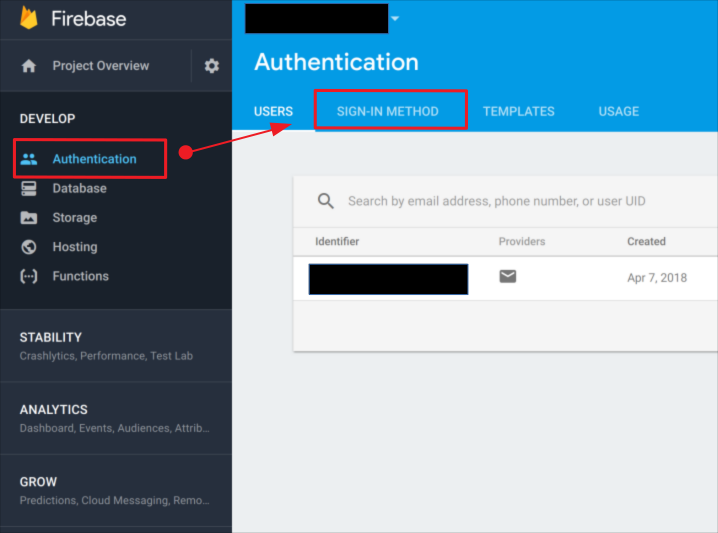 Firebase
Project Overview
DEVELOP
Authentication
Database
Storage
Hosting
Functions
STABILITY
Crashlytics, Performance, Test Lab
ANALYTICS
Dashboard, Events, Audiences, Attrib...
GROW
Predictions, Cloud Messaging, Remo...
Authentication
USERS SIGN-IN METHOD TEMPLATES USAGE
Search by email address, phone number, or user UID
Identifier Providers Created
Apr 7, 2018